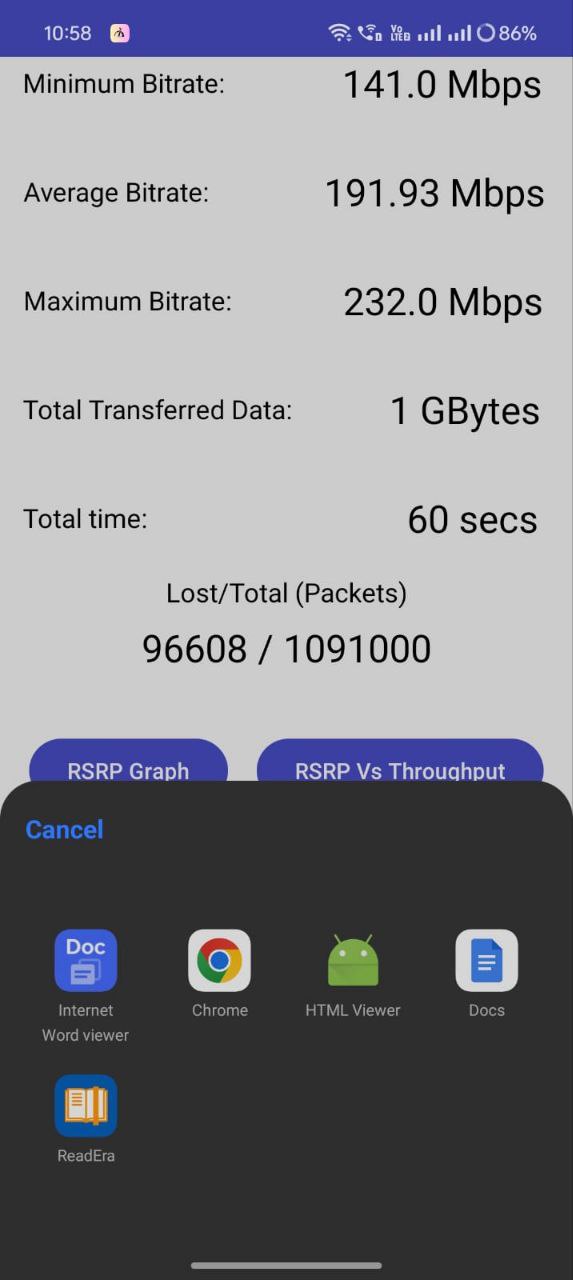 10:58 Vo LTE2 86%
Minimum Bitrate: 141.0 Mbps
Average Bitrate: 191.93 Mbps
Maximum Bitrate: 232.0 Mbps
Total Transferred Data: 1 GBytes
Total time: 60 secs
Lost/Total (Packets)
96608 / 1091000
RSRP Graph RSRP Vs Throughput
Cancel
Doc
Internet Chrome HTML Viewer Docs
Word viewer
ReadEra